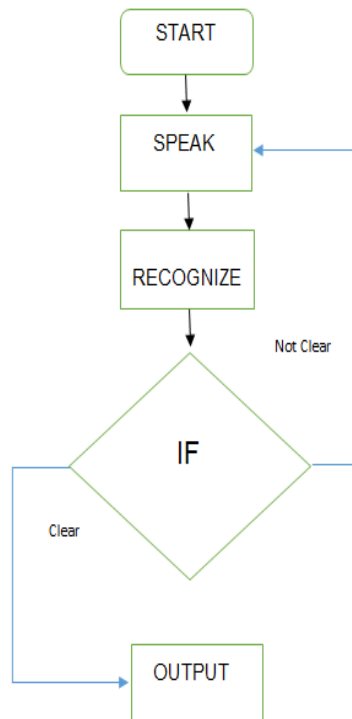 START
SPEAK
RECOGNIZE
Not Clear
IF
Clear
OUTPUT